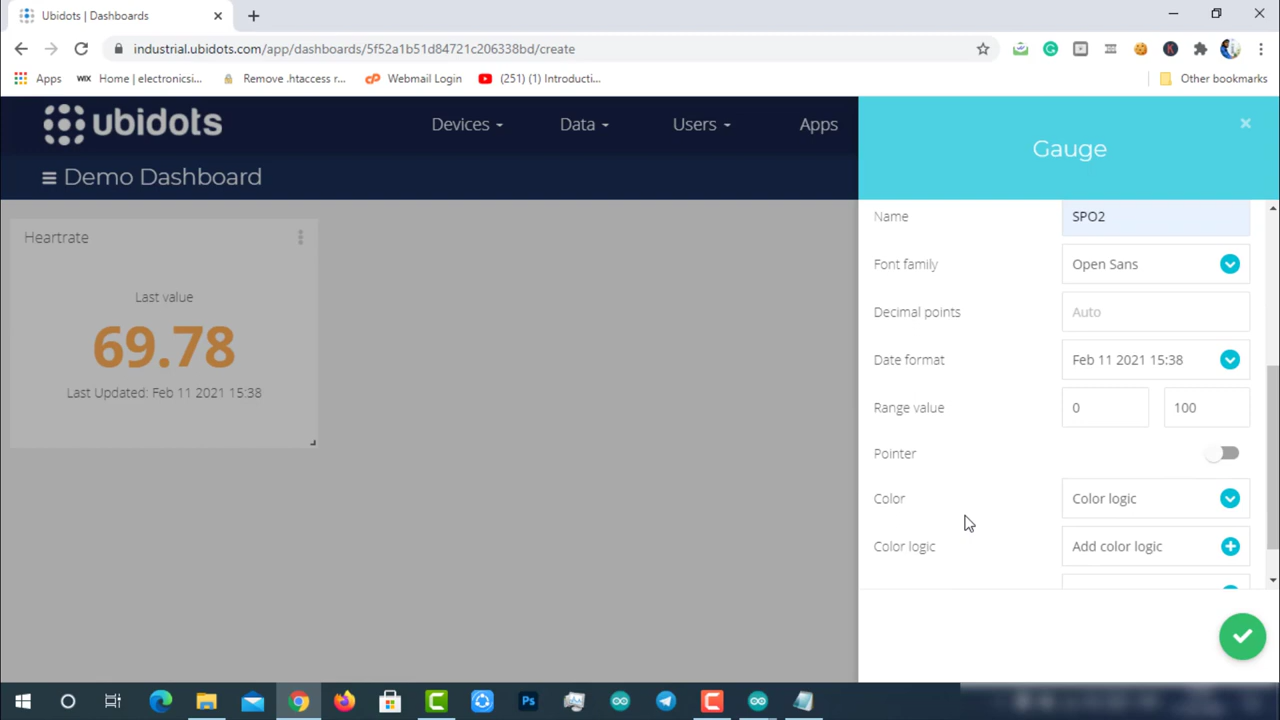 Ubidots | Dashboards
industrial.ubidots.com/app/dashboards/5f52a1b51d84721c206338bd/create
Apps
WIX
Home | electronicsi...
Remove .htaccess r...
Webmail Login
(251) (1) Introducti...
Other bookmarks
ubidots
Devices
Data
Users
Apps
Gauge
Demo Dashboard
Heartrate
Last value
69.78
Last Updated: Feb 11 2021 15:38
Name
SPO2
Font family
Open Sans
Decimal points
Auto
Date format
Feb 11 2021 15:38
Range value
0
100
Pointer
Color
Color logic
Color logic
Add color logic
Ps